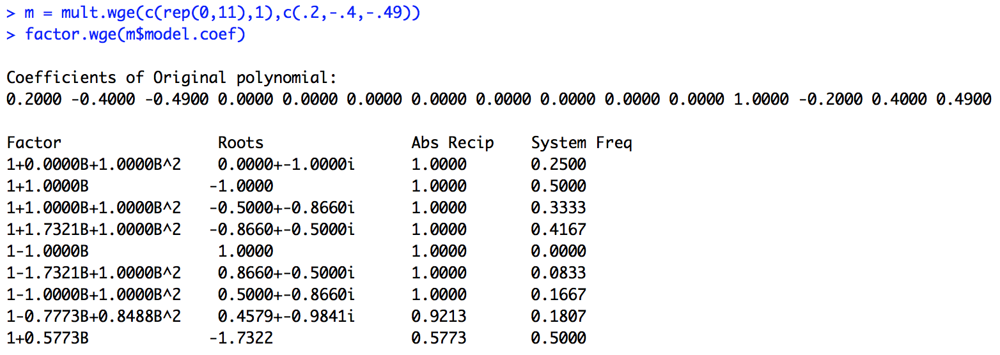 > m = mult.wge(c(rep(0,11),1),c(.2,-.4,-.49))
> factor.wge(m$model.coef)
Coefficients of Original polynomial:
0.2000 -0.4000 -0.4900 0.0000 0.0000 0.0000 0.0000 0.0000 0.0000 0.0000 0.0000 1.0000 -0.2000 0.4000 0.4900
Factor Roots Abs Recip System Freq
1+0.0000B+1.0000B^2 0.0000+-1.0000i 1.0000 0.2500
1+1.0000B -1.0000 1.0000 0.5000
1+1.0000B+1.0000B^2 -0.5000+-0.8660i 1.0000 0.3333
1+1.7321B+1.0000B^2 -0.8660+-0.5000i 1.0000 0.4167
1-1.0000B 1.0000 1.0000 0.0000
1-1.7321B+1.0000B^2 0.8660+-0.5000i 1.0000 0.0833
1-1.0000B+1.0000B^2 0.5000+-0.8660i 1.0000 0.1667
1-0.7773B+0.8488B^2 0.4579+-0.9841i 0.9213 0.1807
1+0.5773B -1.7322 0.5773 0.5000